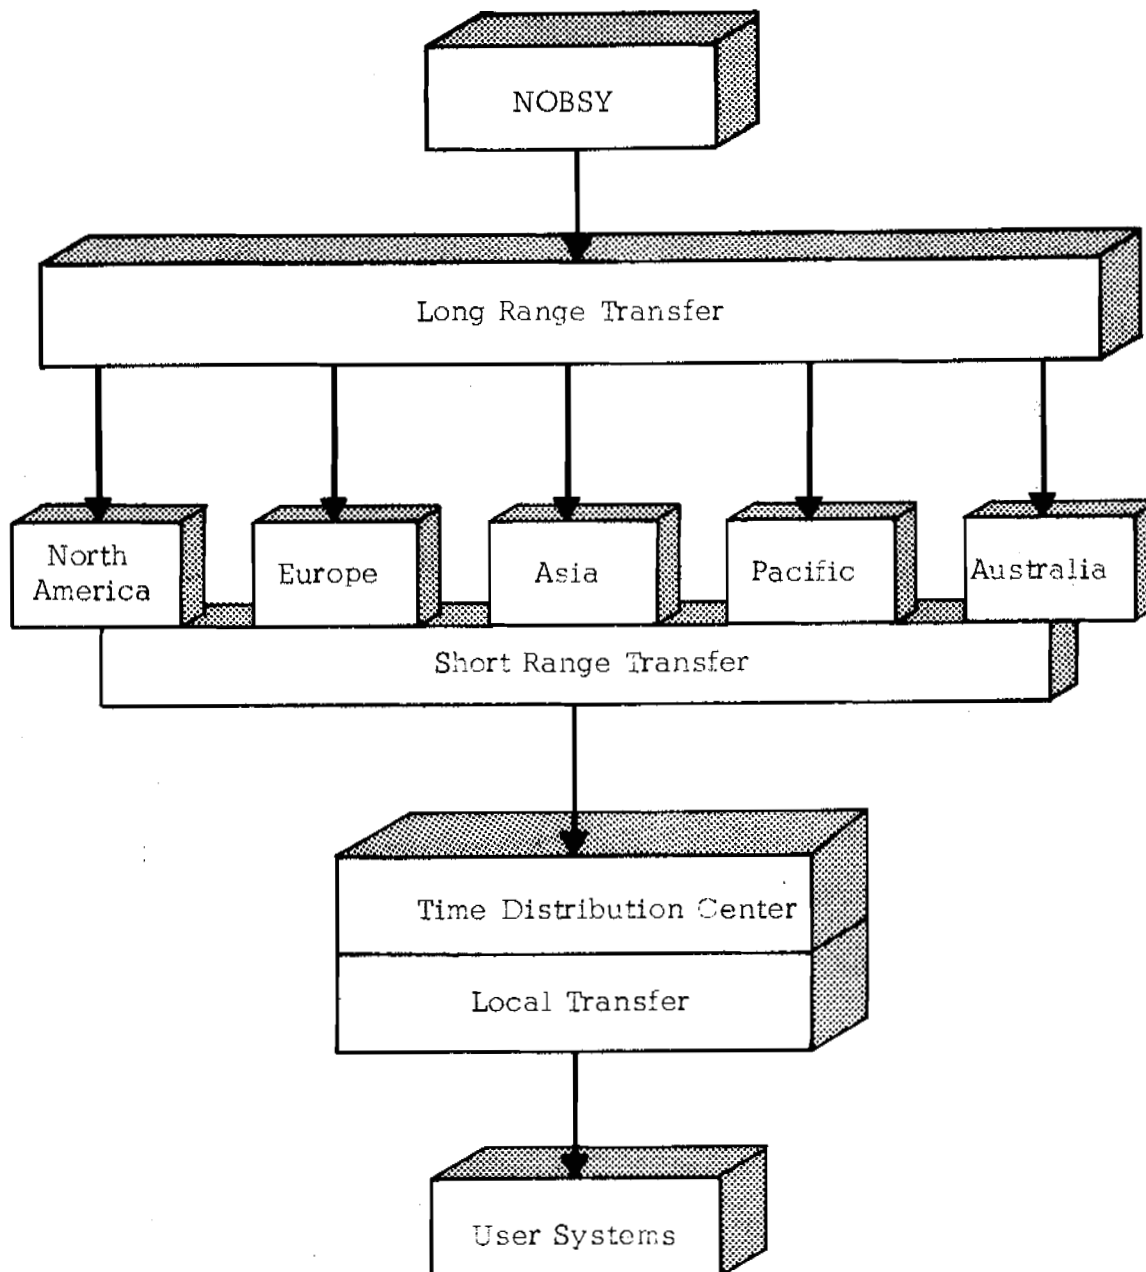 NOBSY
Long Range Transfer
North
America
Europe
Asia
Pacific
Australia
Short Range Transfer
Time Distribution Center
Local Transfer
User Systems